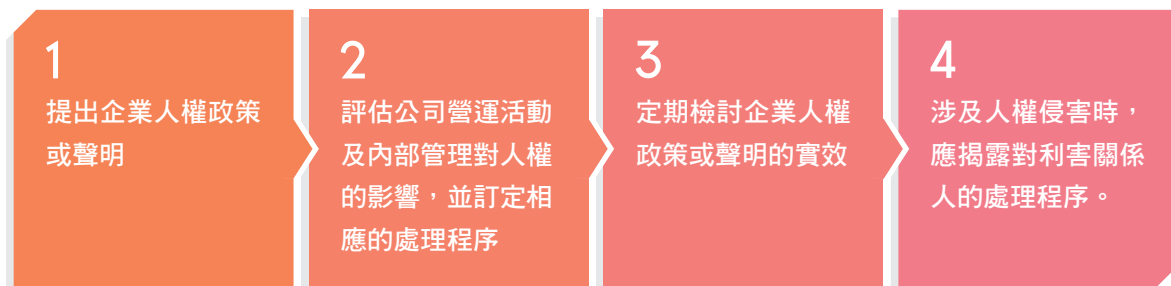 1
提出企業人權政策
或聲明
2
評估公司營運活動
及內部管理對人權
的影響，並訂定相
應的處理程序
3
定期檢討企業人權
政策或聲明的實效
4
涉及人權侵害時，
應揭露對利害關係
人的處理程序。